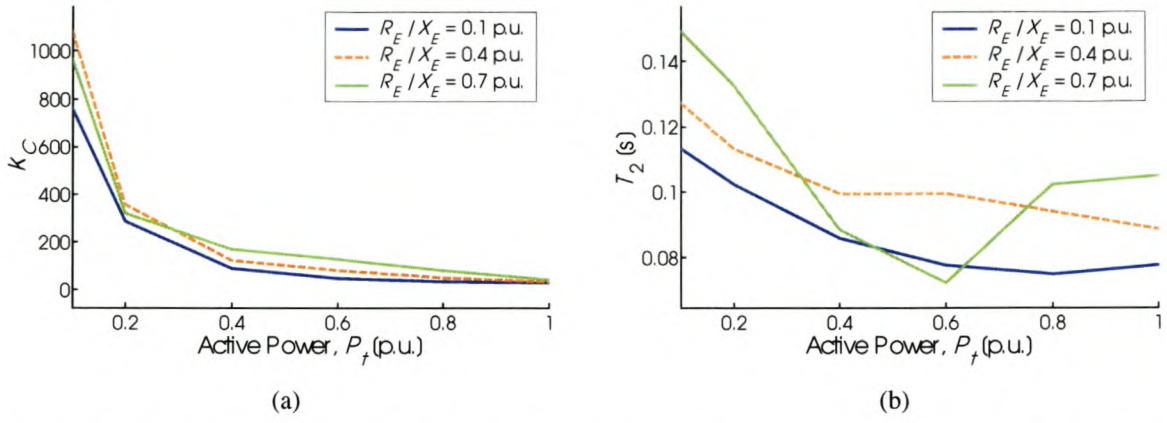 R_E / X_E = 0.1 p.u.
R_E / X_E = 0.4 p.u.
R_E / X_E = 0.7 p.u.
1000
800
600
400
200
0
K_C
0.2 0.4 0.6 0.8 1
Active Power, P_t (p.u.)
(a)
R_E / X_E = 0.1 p.u.
R_E / X_E = 0.4 p.u.
R_E / X_E = 0.7 p.u.
0.14
0.12
0.1
0.08
T_2 (s)
0.2 0.4 0.6 0.8 1
Active Power, P_t (p.u.)
(b)